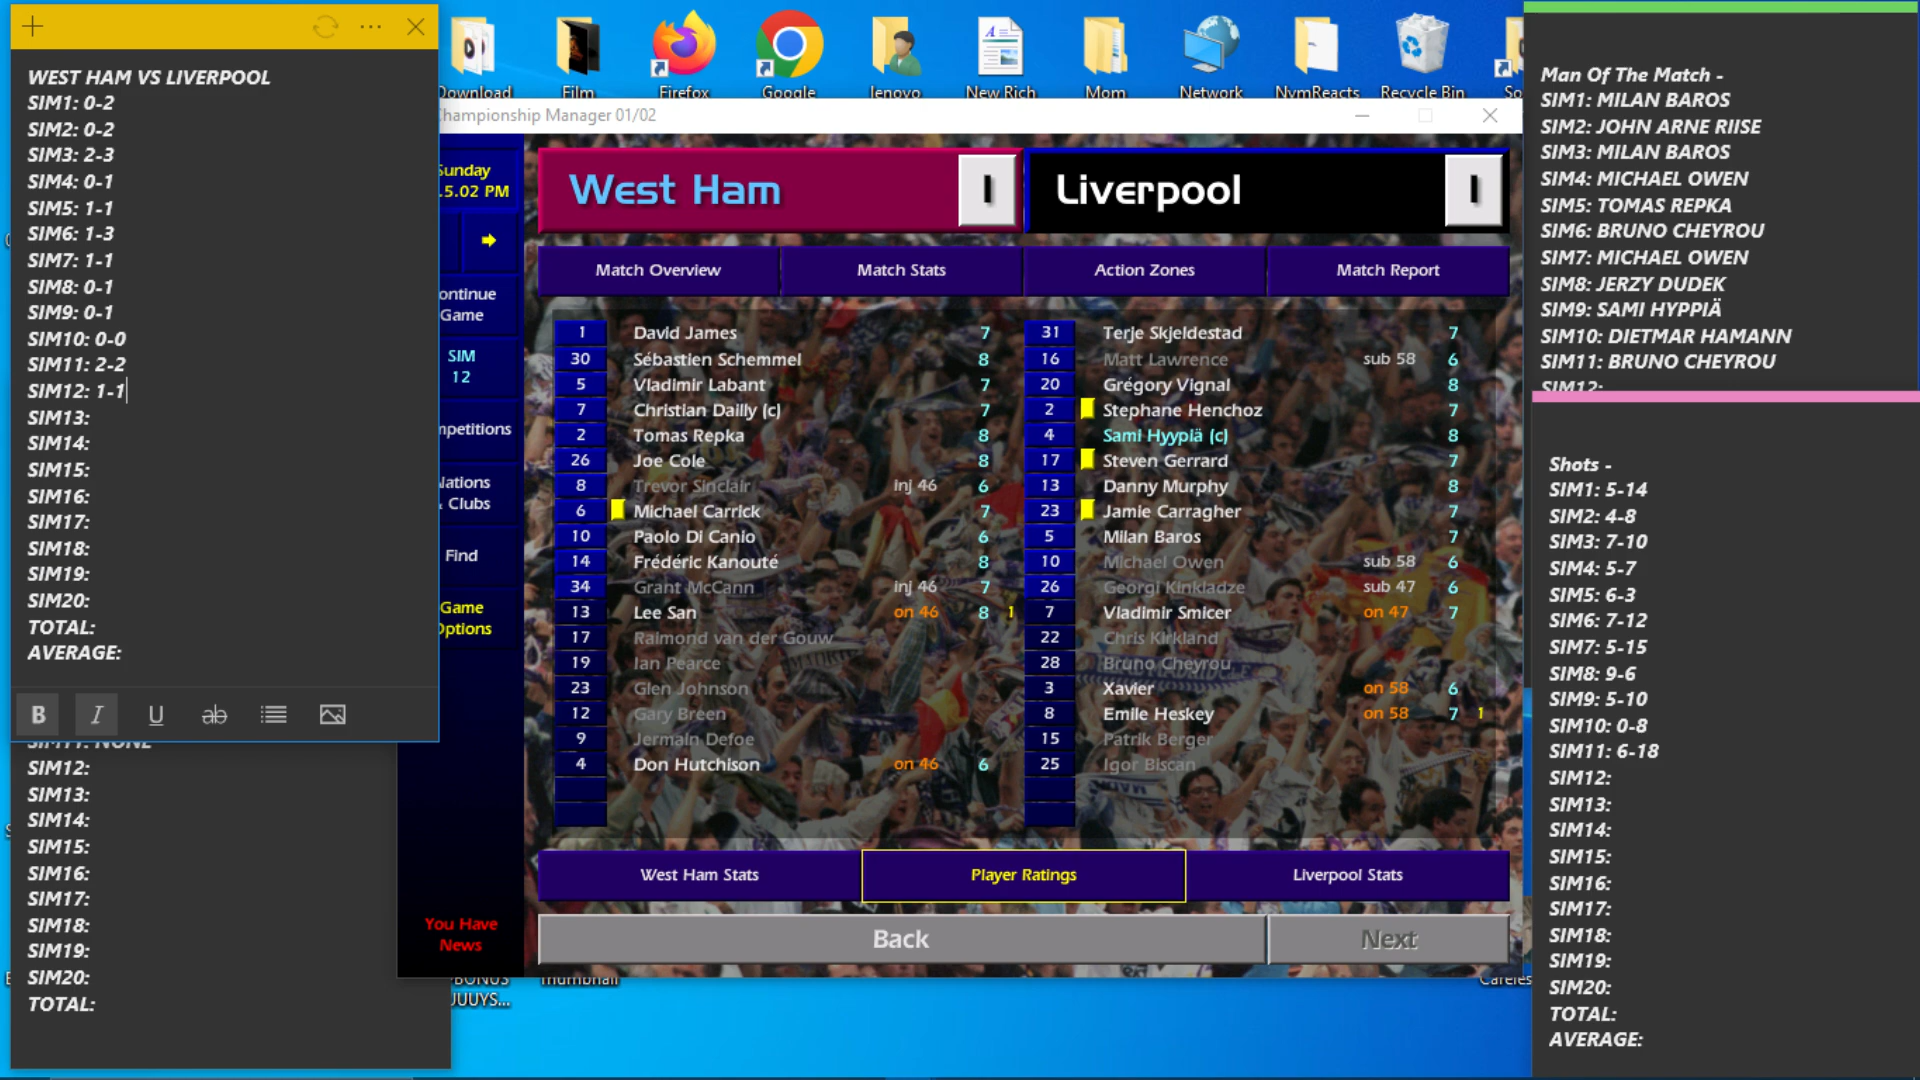 WEST HAM VS LIVERPOOL
SIM1: 0-2
SIM2: 0-2
SIM3: 2-3
SIM4: 0-1
SIM5: 1-1
SIM6: 1-3
SIM7: 1-1
SIM8: 0-1
SIM9: 0-1
SIM10: 0-0
SIM11: 2-2
SIM12: 1-1
SIM13:
SIM14:
SIM15:
SIM16:
SIM17:
SIM18:
SIM19:
SIM20:
TOTAL:
AVERAGE:
B I U ab
SIM11: NONE
SIM12:
SIM13:
SIM14:
SIM15:
SIM16:
SIM17:
SIM18:
SIM19:
SIM20:
TOTAL:
Download Film Firefox Google lenovo New Rich Mom Network NymReacts Recycle Bin So
Championship Manager 01/02
Sunday
.5.02 PM
ontinue
Game
SIM
12
mpetitions
Nations
& Clubs
Find
Game
Options
You Have
News
West Ham 1 Liverpool 1
Match Overview Match Stats Action Zones Match Report
1 David James 7 31 Terje Skjeldestad 7
30 Sébastien Schemmel 8 16 Matt Lawrence sub 58 6
5 Vladimir Labant 7 20 Grégory Vignal 8
7 Christian Dailly (c) 7 2 Stephane Henchoz 7
2 Tomas Repka 8 4 Sami Hyypiä (c) 8
26 Joe Cole 8 17 Steven Gerrard 7
8 Trevor Sinclair inj 46 6 13 Danny Murphy 8
6 Michael Carrick 7 23 Jamie Carragher 7
10 Paolo Di Canio 6 5 Milan Baros 7
14 Frédéric Kanouté 8 10 Michael Owen sub 58 6
34 Grant McCann inj 46 7 26 Georgi Kinkladze sub 47 6
13 Lee San on 46 8 1 7 Vladimir Smicer on 47 7
17 Raimond van der Gouw 22 Chris Kirkland
19 Ian Pearce 28 Bruno Cheyrou
23 Glen Johnson 3 Xavier on 58 6
12 Gary Breen 8 Emile Heskey on 58 7 1
9 Jermain Defoe 15 Patrik Berger
4 Don Hutchison on 46 6 25 Igor Biscan
West Ham Stats Player Ratings Liverpool Stats
Back Next
BONUS
JUUYS...
Thumbnail
Careles
Man Of The Match -
SIM1: MILAN BAROS
SIM2: JOHN ARNE RIISE
SIM3: MILAN BAROS
SIM4: MICHAEL OWEN
SIM5: TOMAS REPKA
SIM6: BRUNO CHEYROU
SIM7: MICHAEL OWEN
SIM8: JERZY DUDEK
SIM9: SAMI HYPPIÄ
SIM10: DIETMAR HAMANN
SIM11: BRUNO CHEYROU
SIM12:
Shots -
SIM1: 5-14
SIM2: 4-8
SIM3: 7-10
SIM4: 5-7
SIM5: 6-3
SIM6: 7-12
SIM7: 5-15
SIM8: 9-6
SIM9: 5-10
SIM10: 0-8
SIM11: 6-18
SIM12:
SIM13:
SIM14:
SIM15:
SIM16:
SIM17:
SIM18:
SIM19:
SIM20:
TOTAL:
AVERAGE: